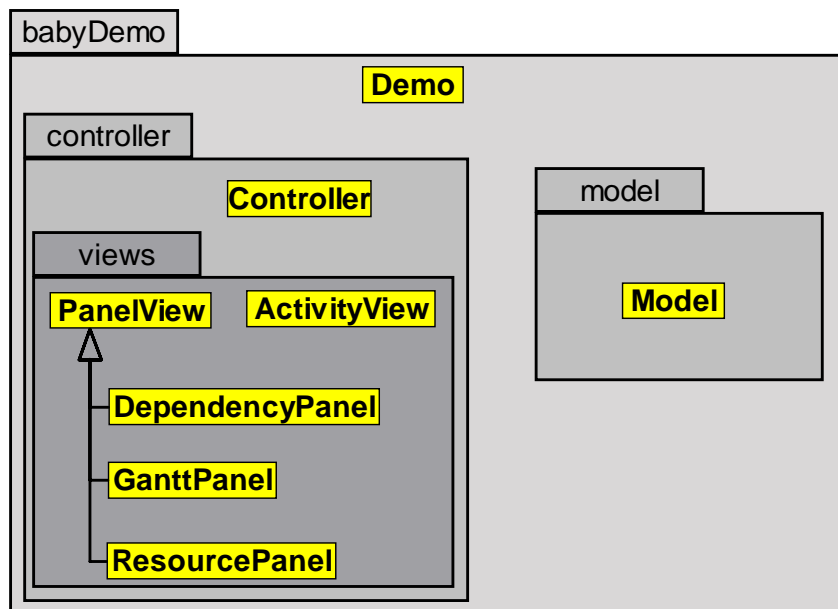 babyDemo
Demo
controller
Controller
model
views
Model
PanelView
ActivityView
DependencyPanel
GanttPanel
ResourcePanel